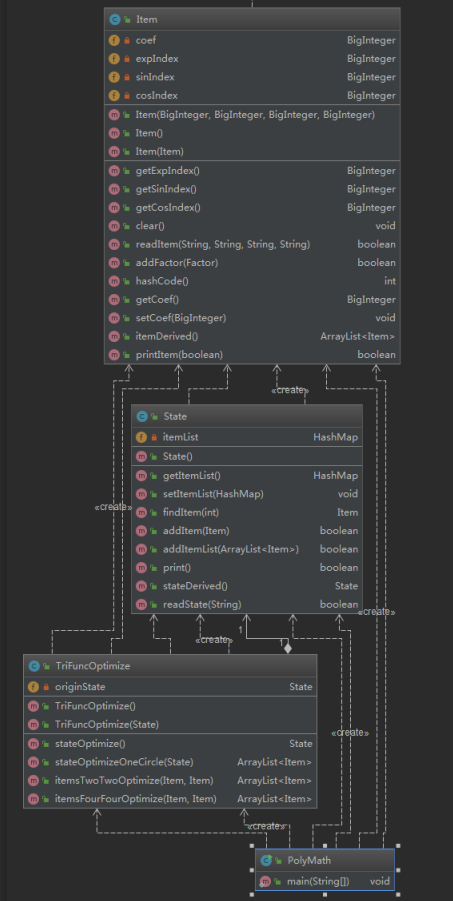 Item
coef BigInteger
expIndex BigInteger
sinIndex BigInteger
cosIndex BigInteger
Item(BigInteger, BigInteger, BigInteger, BigInteger)
Item()
Item(Item)
getExpIndex() BigInteger
getSinIndex() BigInteger
getCosIndex() BigInteger
clear() void
readItem(String, String, String, String) boolean
addFactor(Factor) boolean
hashCode() int
getCoef() BigInteger
setCoef(BigInteger) void
itemDerived() ArrayList<Item>
printItem(boolean) boolean
«create»
State
itemList HashMap
State()
getItemList() HashMap
setItemList(HashMap) void
«create»
findItem(int) Item
addItem(Item) boolean
addItemList(ArrayList<Item>) boolean
print() boolean
stateDerived() State
readState(String) boolean
«create»
1
1
«create»
TriFuncOptimize
originState State
TriFuncOptimize()
TriFuncOptimize(State)
«create»
stateOptimize() State
stateOptimizeOneCircle(State) ArrayList<Item>
itemsTwoTwoOptimize(Item, Item) ArrayList<Item>
itemsFourFourOptimize(Item, Item) ArrayList<Item>
«create»
PolyMath
main(String[]) void